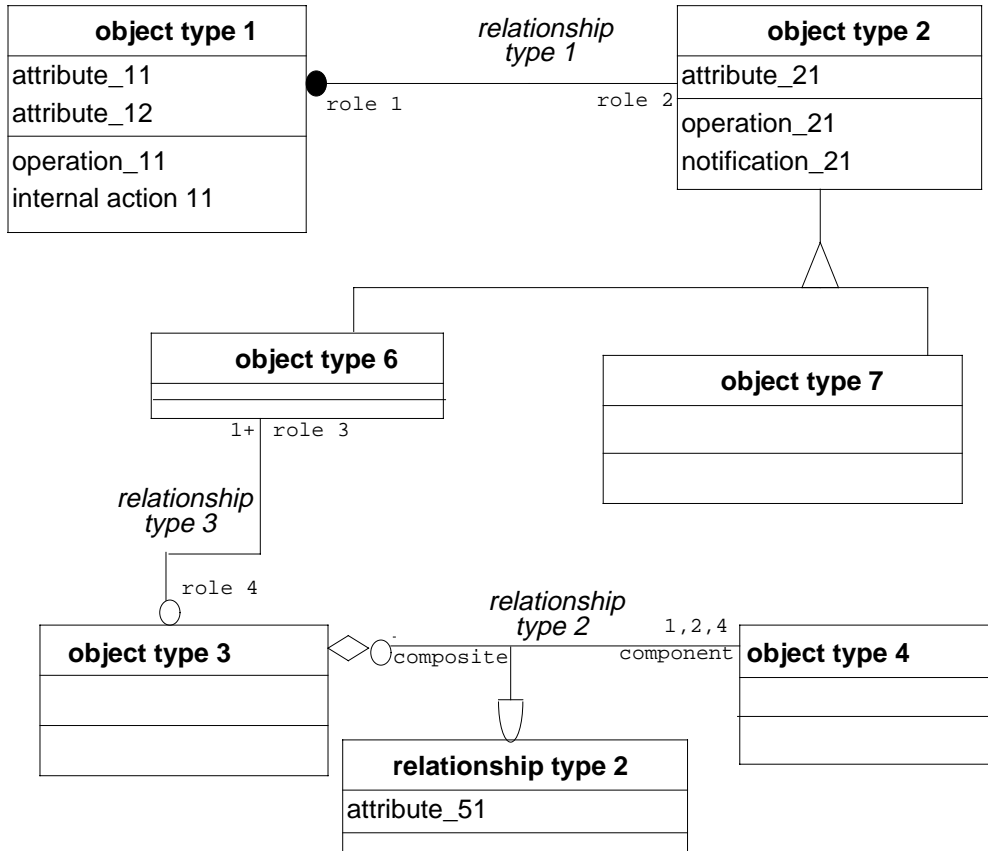 object type 1
relationship
type 1
object type 2
attribute_11
attribute_12
role 1
role 2
attribute_21
operation_11
internal action 11
operation_21
notification_21
object type 6
object type 7
1+ role 3
relationship
type 3
role 4
relationship
type 2
1,2,4
object type 3
composite
component
object type 4
relationship type 2
attribute_51